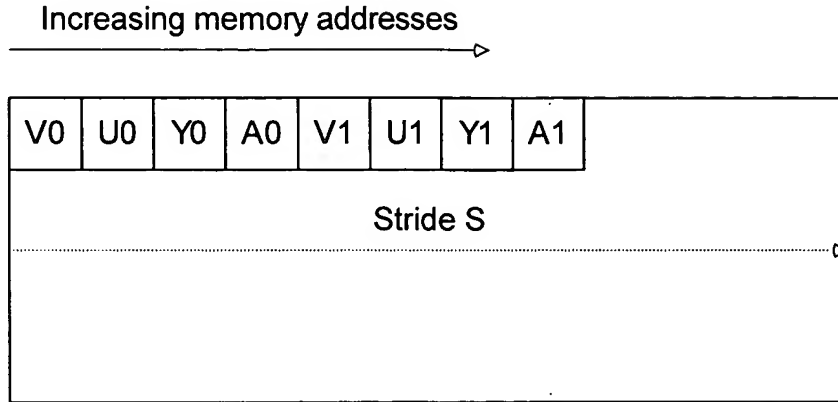 Increasing memory addresses
V0 U0 Y0 A0 V1 U1 Y1 A1
Stride S